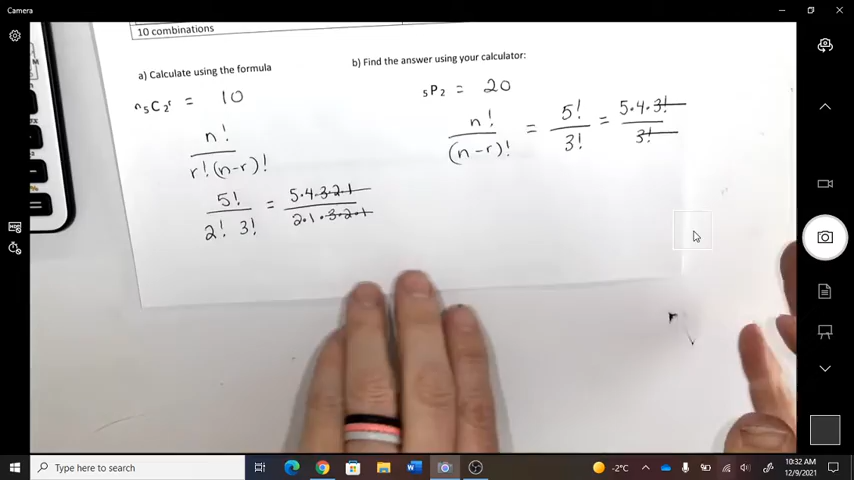 Camera
10 combinations
a) Calculate using the formula
b) Find the answer using your calculator:
n 5C2 r = 10
5P2 = 20
n! / r!(n-r)!
n! / (n-r)! = 5! / 3! = 5·4·3! / 3!
5! / 2! 3! = 5·4·3·2·1 / 2·1·3·2·1
Type here to search
-2°C
10:32 AM
12/9/2021